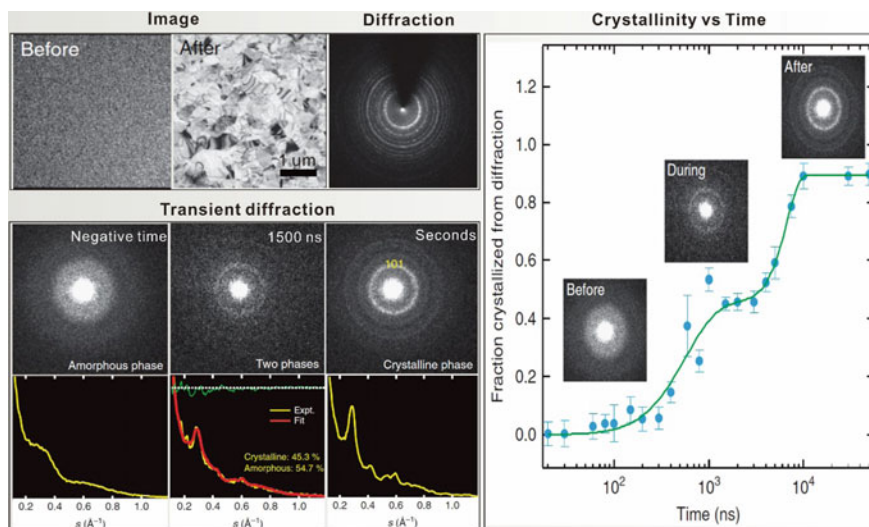 Image
Diffraction
Before
After
1 um
Transient diffraction
Negative time
1500 ns
Seconds
101
Amorphous phase
Two phases
Crystalline phase
Expt.
Fit
Crystalline: 45.3 %
Amorphous: 54.7 %
0.2 0.4 0.6 0.8 1.0
0.2 0.4 0.6 0.8 1.0
0.2 0.4 0.6 0.8 1.0
s (Å⁻¹)
s (Å⁻¹)
s (Å⁻¹)
Crystallinity vs Time
Fraction crystallized from diffraction
1.2
1.0
0.8
0.6
0.4
0.2
0.0
After
During
Before
10²
10³
10⁴
Time (ns)